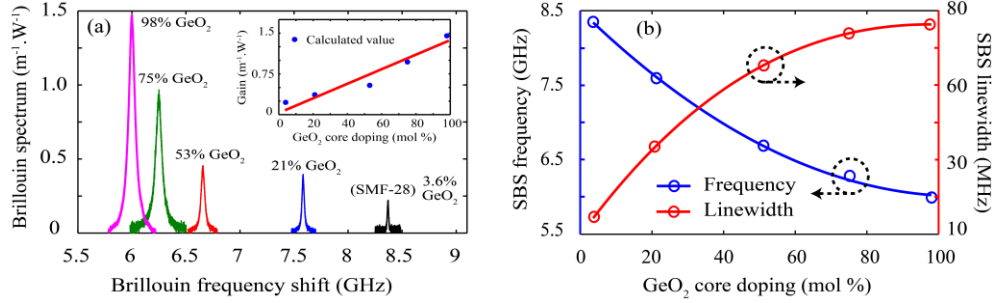 (a)
98% GeO2
75% GeO2
53% GeO2
21% GeO2
(SMF-28)
3.6%
GeO2
Brillouin spectrum (m-1.W-1)
1.5
1.0
0.5
0
5.5 6 6.5 7 7.5 8 8.5 9
Brillouin frequency shift (GHz)
Calculated value
Gain (m-1.W-1)
1.5
0.75
0
0 20 40 60 80 100
GeO2 core doping (mol %)
(b)
SBS frequency (GHz)
8.5
7.5
6.5
5.5
Frequency
Linewidth
0 20 40 60 80 100
GeO2 core doping (mol %)
80
60
30
10
SBS linewidth
(MHz)